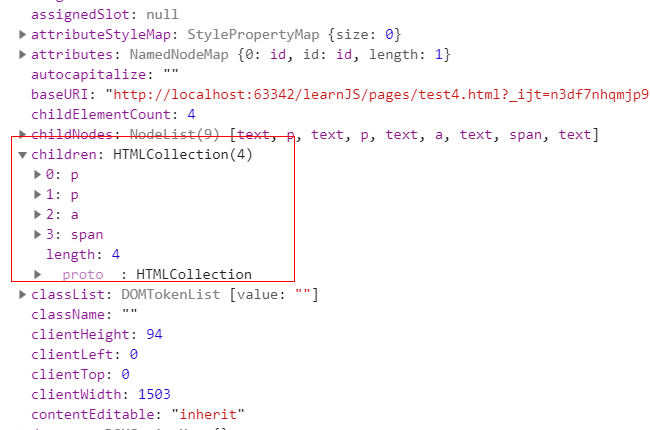 assignedSlot: null
attributeStyleMap: StylePropertyMap {size: 0}
attributes: NamedNodeMap {0: id, id: id, length: 1}
autocapitalize: ""
baseURI: "http://localhost:63342/learnJS/pages/test4.html?_ijt=n3df7nhqmjp9
childElementCount: 4
childNodes: NodeList(9) [text, p, text, p, text, a, text, span, text]
children: HTMLCollection(4)
0: p
1: p
2: a
3: span
length: 4
__proto__: HTMLCollection
classList: DOMTokenList [value: ""]
className: ""
clientHeight: 94
clientLeft: 0
clientTop: 0
clientWidth: 1503
contentEditable: "inherit"